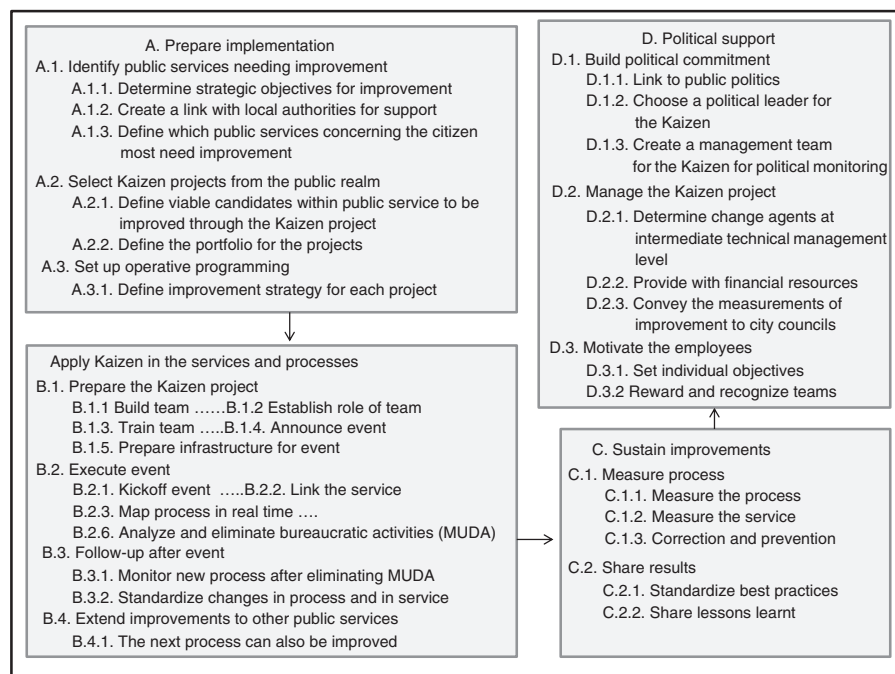 A. Prepare implementation
A.1. Identify public services needing improvement
A.1.1. Determine strategic objectives for improvement
A.1.2. Create a link with local authorities for support
A.1.3. Define which public services concerning the citizen
most need improvement
A.2. Select Kaizen projects from the public realm
A.2.1. Define viable candidates within public service to be
improved through the Kaizen project
A.2.2. Define the portfolio for the projects
A.3. Set up operative programming
A.3.1. Define improvement strategy for each project
Apply Kaizen in the services and processes
B.1. Prepare the Kaizen project
B.1.1 Build team ……B.1.2 Establish role of team
B.1.3. Train team …..B.1.4. Announce event
B.1.5. Prepare infrastructure for event
B.2. Execute event
B.2.1. Kickoff event …..B.2.2. Link the service
B.2.3. Map process in real time ….
B.2.6. Analyze and eliminate bureaucratic activities (MUDA)
B.3. Follow-up after event
B.3.1. Monitor new process after eliminating MUDA
B.3.2. Standardize changes in process and in service
B.4. Extend improvements to other public services
B.4.1. The next process can also be improved
C. Sustain improvements
C.1. Measure process
C.1.1. Measure the process
C.1.2. Measure the service
C.1.3. Correction and prevention
C.2. Share results
C.2.1. Standardize best practices
C.2.2. Share lessons learnt
D. Political support
D.1. Build political commitment
D.1.1. Link to public politics
D.1.2. Choose a political leader for
the Kaizen
D.1.3. Create a management team
for the Kaizen for political monitoring
D.2. Manage the Kaizen project
D.2.1. Determine change agents at
intermediate technical management
level
D.2.2. Provide with financial resources
D.2.3. Convey the measurements of
improvement to city councils
D.3. Motivate the employees
D.3.1. Set individual objectives
D.3.2 Reward and recognize teams